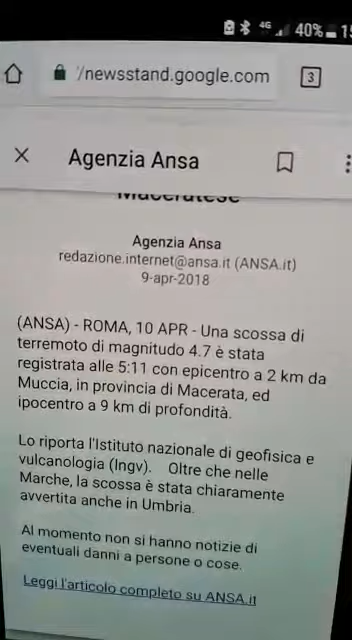 4G 40%
/newsstand.google.com 3
Agenzia Ansa
Maceratese
Agenzia Ansa
redazione.internet@ansa.it (ANSA.it)
9-apr-2018
(ANSA) - ROMA, 10 APR - Una scossa di
terremoto di magnitudo 4.7 è stata
registrata alle 5:11 con epicentro a 2 km da
Muccia, in provincia di Macerata, ed
ipocentro a 9 km di profondità.
Lo riporta l'Istituto nazionale di geofisica e
vulcanologia (Ingv). Oltre che nelle
Marche, la scossa è stata chiaramente
avvertita anche in Umbria.
Al momento non si hanno notizie di
eventuali danni a persone o cose.
Leggi l'articolo completo su ANSA.it